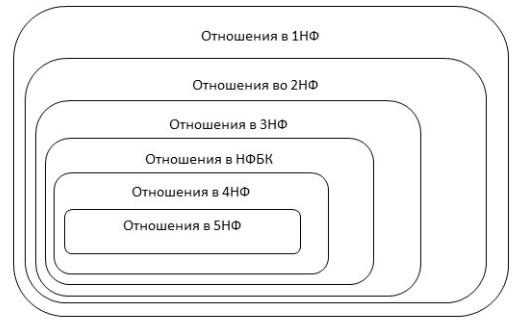 Отношения в 1НФ
Отношения во 2НФ
Отношения в 3НФ
Отношения в НФБК
Отношения в 4НФ
Отношения в 5НФ